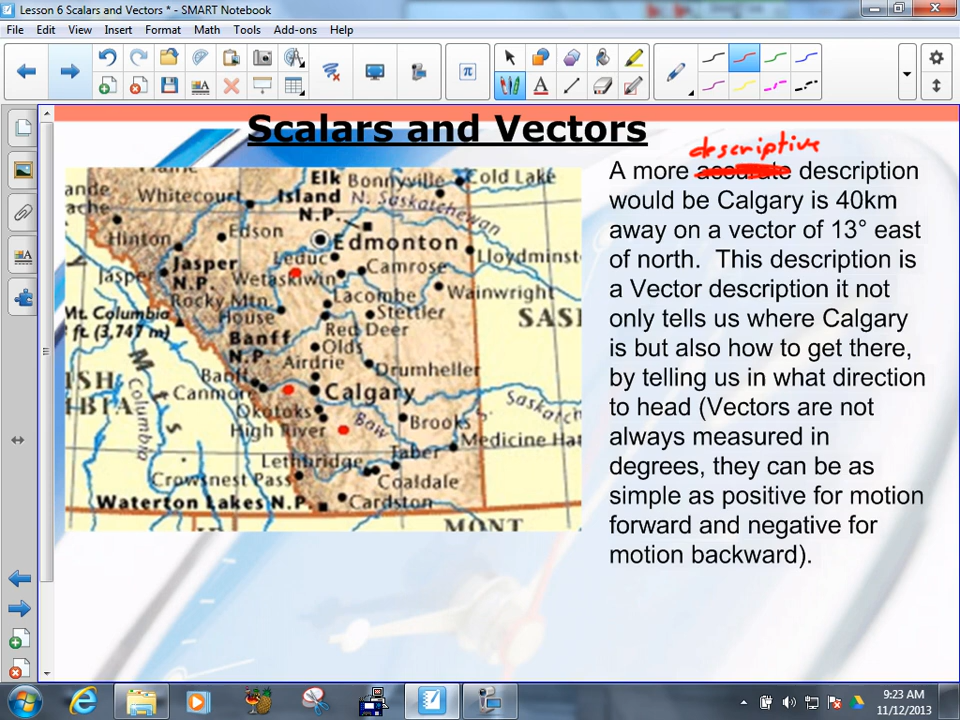 Lesson 6 Scalars and Vectors * - SMART Notebook
File Edit View Insert Format Math Tools Add-ons Help
Scalars and Vectors
descriptive
A more accurate description
would be Calgary is 40km
away on a vector of 13° east
of north. This description is
a Vector description it not
only tells us where Calgary
is but also how to get there,
by telling us in what direction
to head (Vectors are not
always measured in
degrees, they can be as
simple as positive for motion
forward and negative for
motion backward).
Elk Bonnyville Cold Lake
Whitecourt Island
N.P. N. Saskatchewan
ande
ache
Hinton Edson Edmonton
Leduc Lloydminst
Jasper Jasper Wetaskiwin Camrose
N.P.
Rocky Mtn. Lacombe Wainwright
Mt. Columbia House Stettler SAS
ft. (3,747 m) Red Deer
Banff Olds
N.P. Airdrie Drumheller
ISH Banff
Canmore Calgary Saskatch
BIA Columbia Okotoks Brooks
High River Bow Medicine Hat
Lethbridge Taber
Crowsnest Pass Coaldale
Waterton Lakes N.P. Cardston
MONT
9:23 AM
11/12/2013